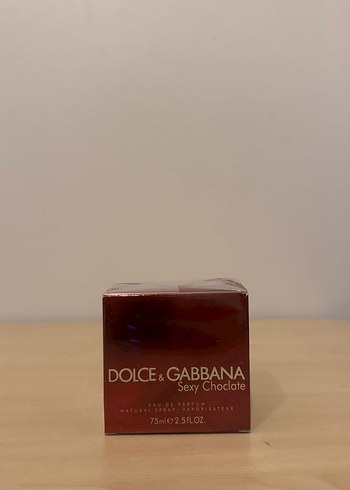 DOLCE & GABBANA
Sexy Choclate
EAU DE PARFUM
NATURAL SPRAY - VAPORISATEUR
75ml ℮ 2.5FL.OZ.